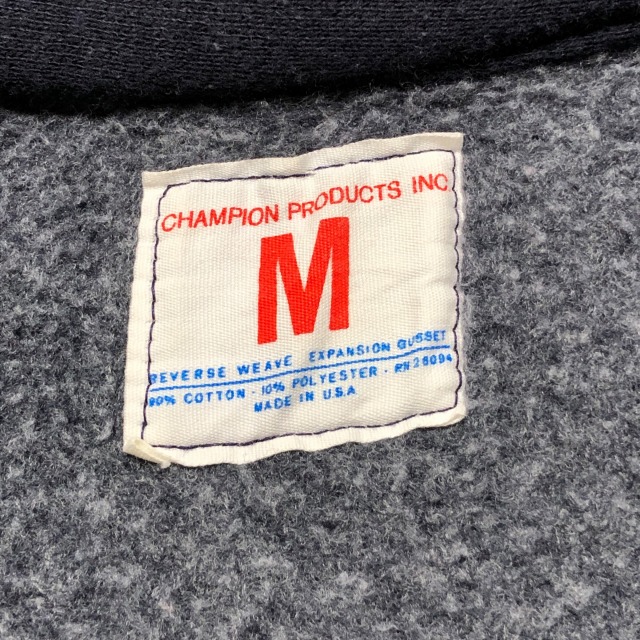 CHAMPION PRODUCTS INC
M
REVERSE WEAVE EXPANSION GUSSET
90% COTTON - 10% POLYESTER - RN 26094
MADE IN U.S.A